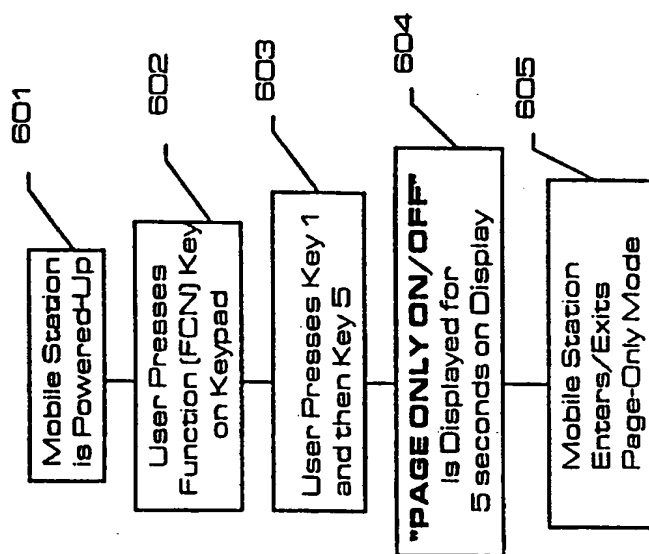 601
Mobile Station
is Powered-Up
602
User Presses
Function (FCN) Key
on Keypad
603
User Presses Key 1
and then Key 5
604
"PAGE ONLY ON/OFF"
Is Displayed for
5 seconds on Display
605
Mobile Station
Enters/Exits
Page-Only Mode